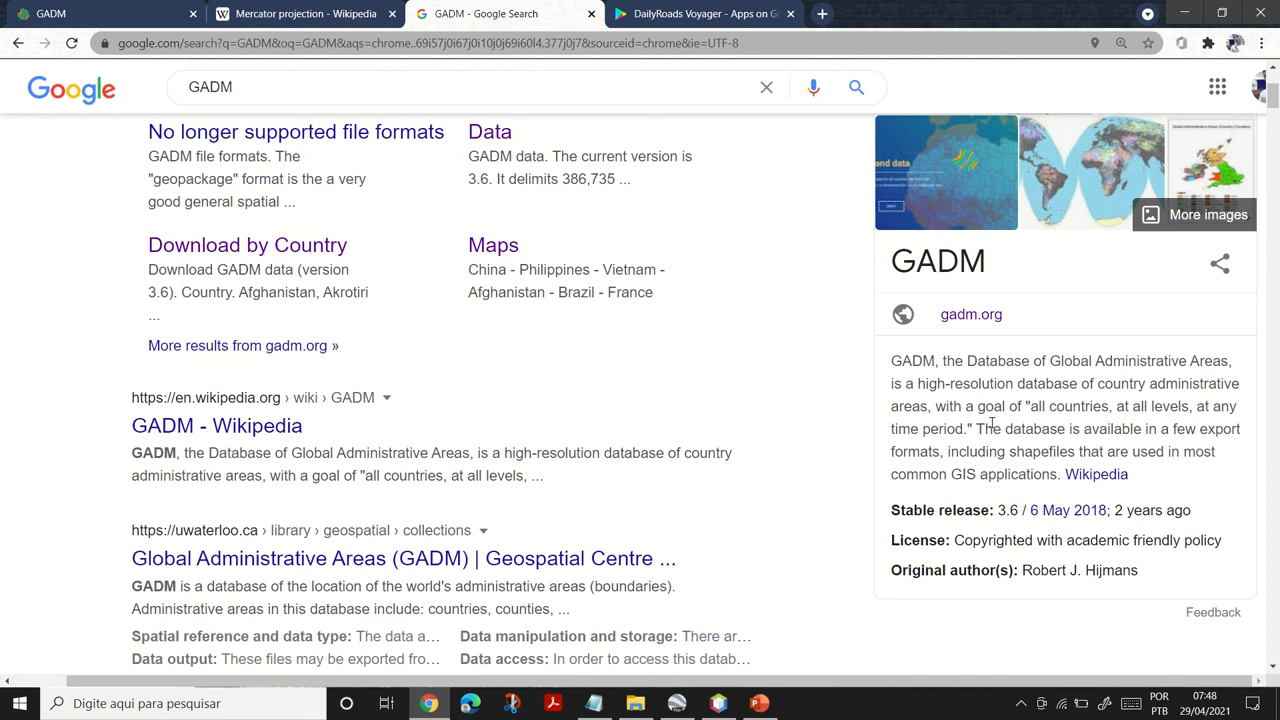 GADM
Mercator projection - Wikipedia
GADM - Google Search
DailyRoads Voyager - Apps on G
google.com/search?q=GADM&oq=GADM&aqs=chrome..69i57j0i67j0i10j0j69i60l4.377j0j7&sourceid=chrome&ie=UTF-8
Google
GADM
No longer supported file formats
GADM file formats. The
"geopackage" format is the a very
good general spatial ...
Data
GADM data. The current version is
3.6. It delimits 386,735 ...
Download by Country
Download GADM data (version
3.6). Country. Afghanistan, Akrotiri
...
Maps
China - Philippines - Vietnam -
Afghanistan - Brazil - France
More results from gadm.org »
https://en.wikipedia.org › wiki › GADM
GADM - Wikipedia
GADM, the Database of Global Administrative Areas, is a high-resolution database of country
administrative areas, with a goal of "all countries, at all levels, ...
https://uwaterloo.ca › library › geospatial › collections
Global Administrative Areas (GADM) | Geospatial Centre ...
GADM is a database of the location of the world's administrative areas (boundaries).
Administrative areas in this database include: countries, counties, ...
Spatial reference and data type: The data a...
Data manipulation and storage: There ar...
Data output: These files may be exported fro...
Data access: In order to access this datab...
and data
Global Administrative Areas (Country Counties)
More images
GADM
gadm.org
GADM, the Database of Global Administrative Areas,
is a high-resolution database of country administrative
areas, with a goal of "all countries, at all levels, at any
time period." The database is available in a few export
formats, including shapefiles that are used in most
common GIS applications. Wikipedia
Stable release: 3.6 / 6 May 2018; 2 years ago
License: Copyrighted with academic friendly policy
Original author(s): Robert J. Hijmans
Feedback
Digite aqui para pesquisar
POR
PTB
07:48
29/04/2021